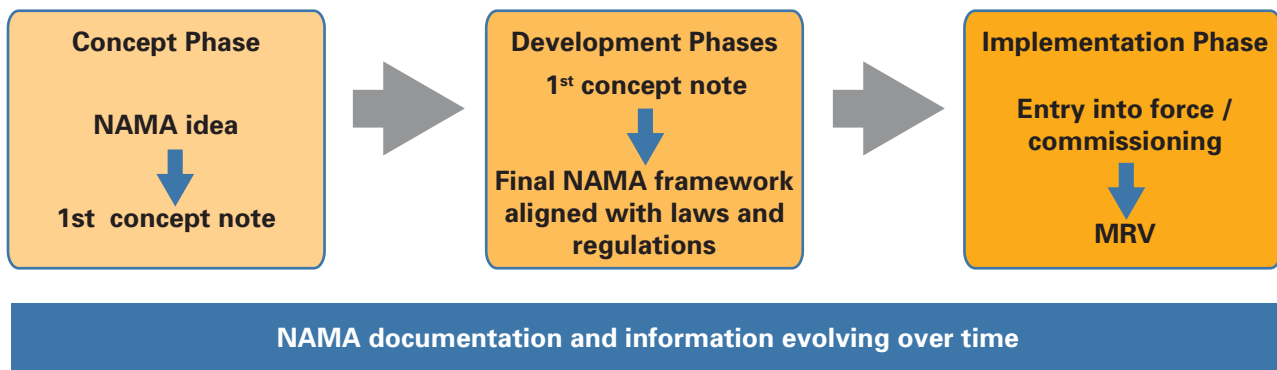 Concept Phase
NAMA idea
1st  concept note
Development Phases
1st concept note
Final NAMA framework
aligned with laws and
regulations
Implementation Phase
Entry into force /
commissioning
MRV
NAMA documentation and information evolving over time